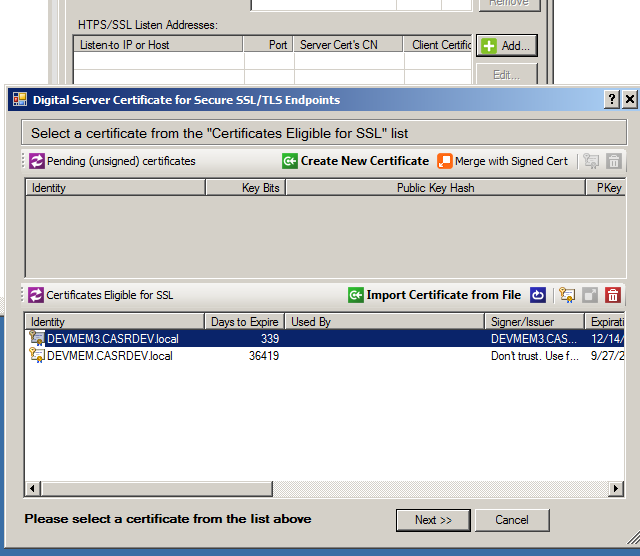 Remove
HTPS/SSL Listen Addresses:
Listen-to IP or Host Port Server Cert's CN Client Certific
Add...
Edit...
Digital Server Certificate for Secure SSL/TLS Endpoints
Select a certificate from the "Certificates Eligible for SSL" list
Pending (unsigned) certificates Create New Certificate Merge with Signed Cert
Identity Key Bits Public Key Hash PKey
Certificates Eligible for SSL Import Certificate from File
Identity Days to Expire Used By Signer/Issuer Expirati
DEVMEM3.CASRDEV.local 339 DEVMEM3.CAS... 12/14/
DEVMEM.CASRDEV.local 36419 Don't trust. Use f... 9/27/2
Please select a certificate from the list above Next >> Cancel